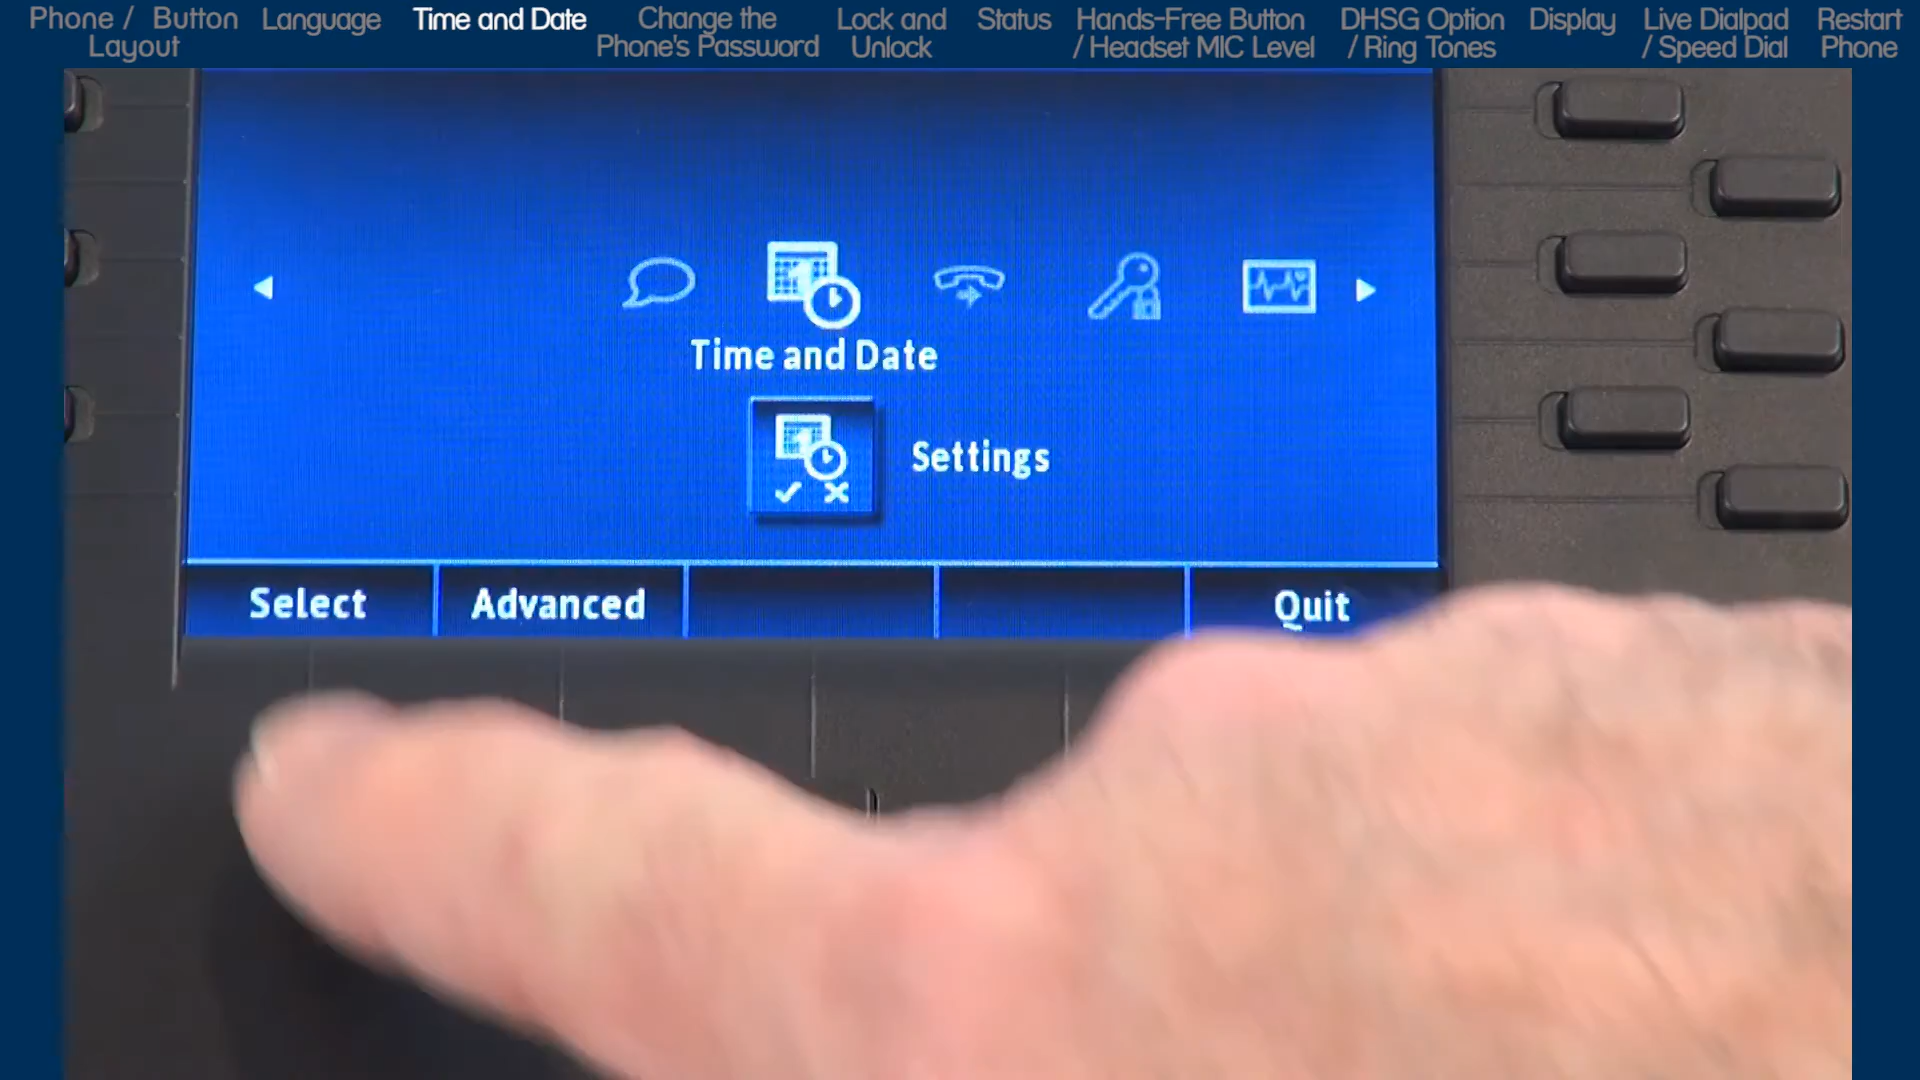 Phone / Button
Layout
Language
Time and Date
Change the
Phone's Password
Lock and
Unlock
Status
Hands-Free Button
/ Headset MIC Level
DHSG Option
/ Ring Tones
Display
Live Dialpad
/ Speed Dial
Restart
Phone
Time and Date
Settings
Select
Advanced
Quit